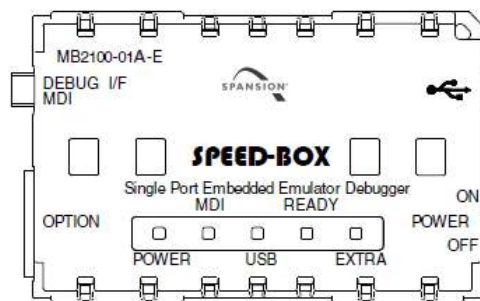 MB2100-01A-E
DEBUG I/F
MDI
SPANSION
SPEED-BOX
Single Port Embedded Emulator Debugger
MDI READY
OPTION
POWER USB EXTRA
ON
POWER
OFF